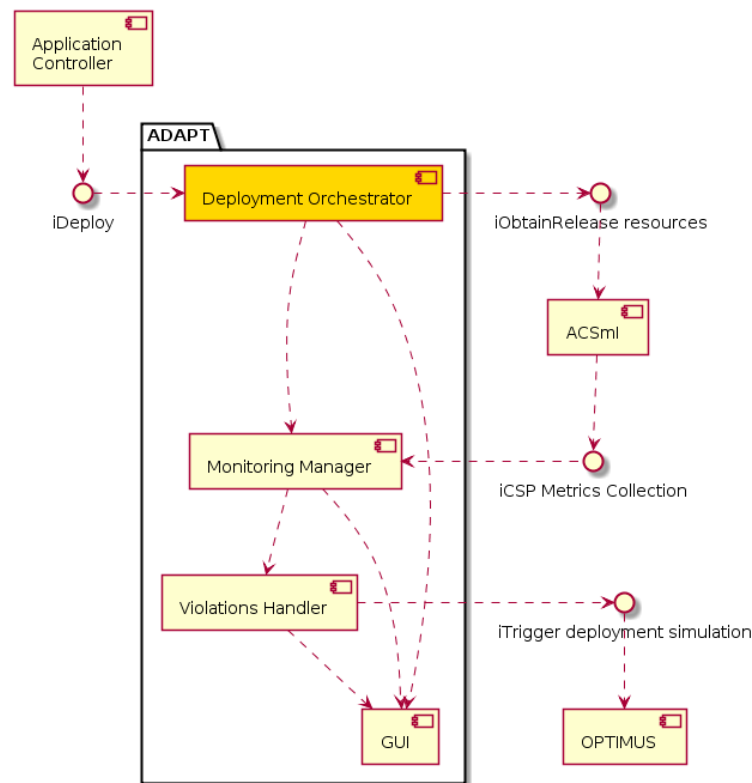 Application
Controller
ADAPT
Deployment Orchestrator
iDeploy
iObtainRelease resources
ACSmI
Monitoring Manager
iCSP Metrics Collection
Violations Handler
iTrigger deployment simulation
GUI
OPTIMUS